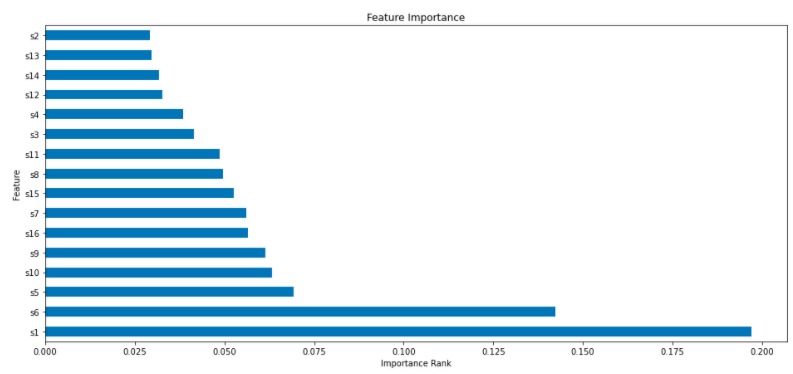 Feature Importance
s2
s13
s14
s12
s4
s3
s11
s8
s15
s7
s16
s9
s10
s5
s6
s1
Feature
0.000 0.025 0.050 0.075 0.100 0.125 0.150 0.175 0.200
Importance Rank